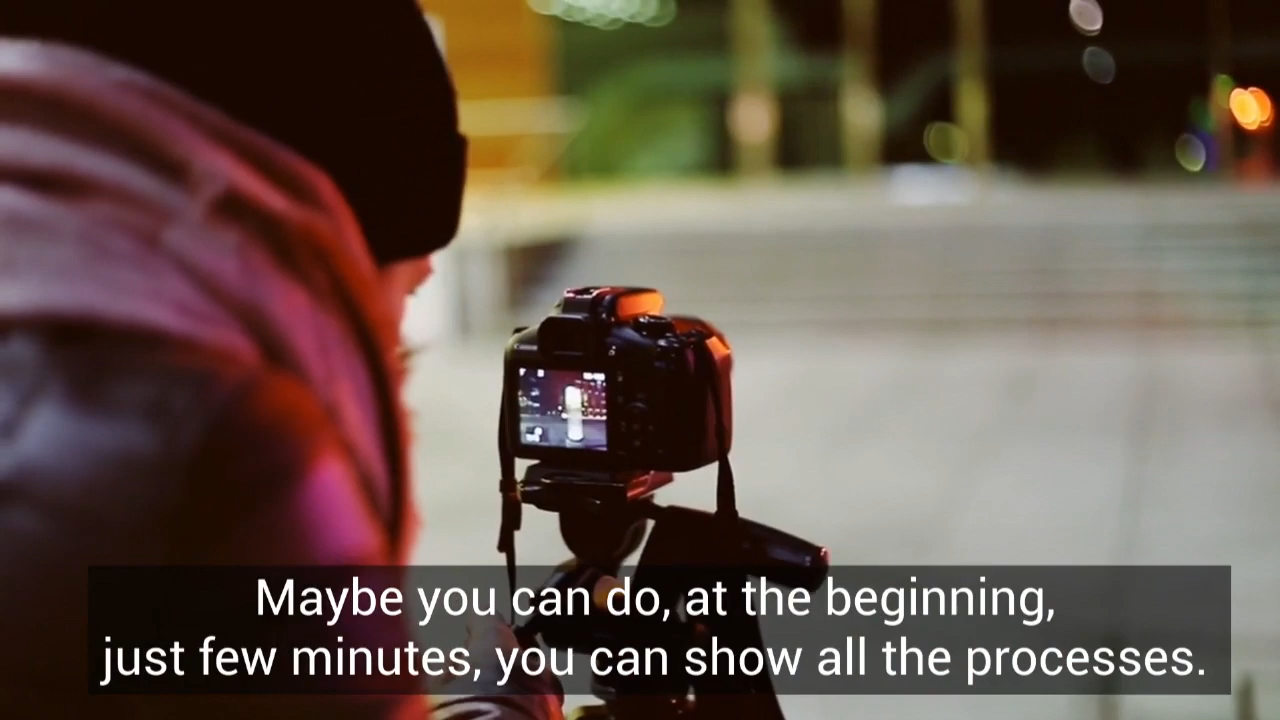 Maybe you can do, at the beginning,
just few minutes, you can show all the processes.